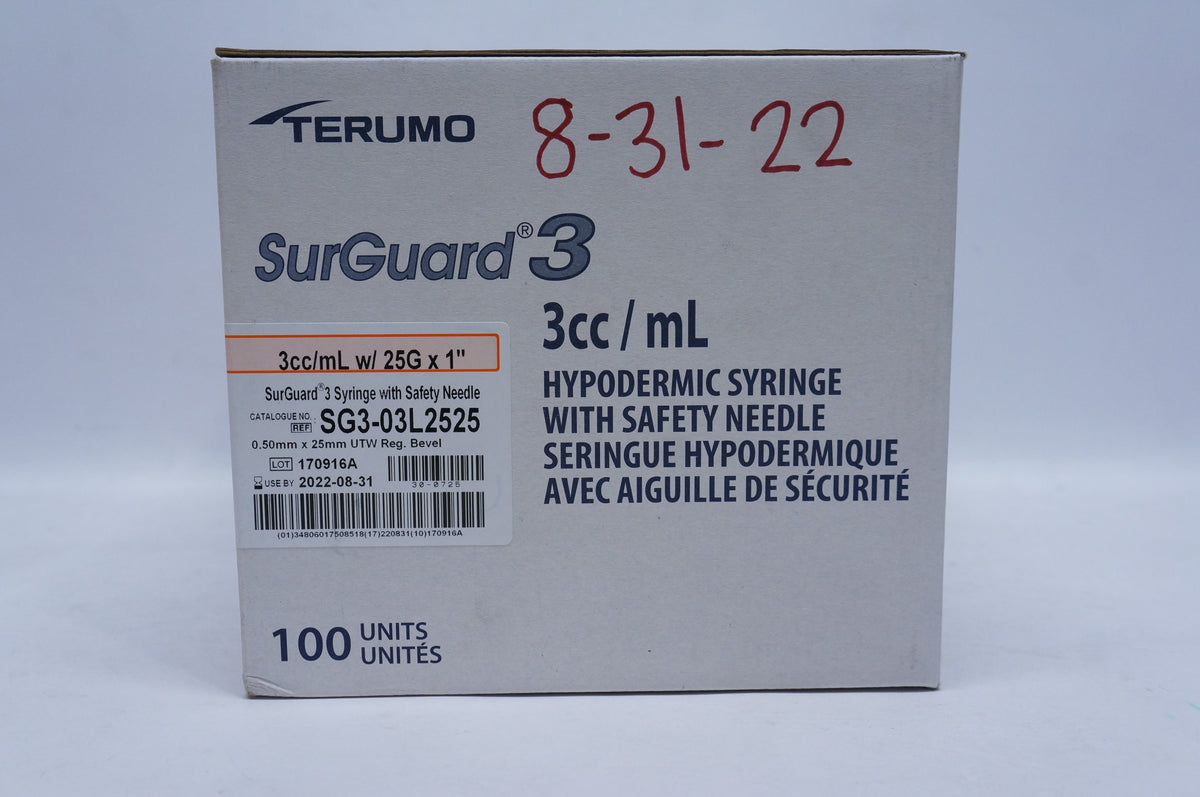 TERUMO
8-31-22
SurGuard®3
3cc / mL
HYPODERMIC SYRINGE
WITH SAFETY NEEDLE
SERINGUE HYPODERMIQUE
AVEC AIGUILLE DE SÉCURITÉ
3cc/mL w/ 25G x 1"
SurGuard®3 Syringe with Safety Needle
CATALOGUE NO. REF : SG3-03L2525
0.50mm x 25mm UTW Reg. Bevel
LOT 170916A
30-0725
USE BY 2022-08-31
(01)34806017508518(17)220831(10)170916A
100 UNITS
UNITÉS